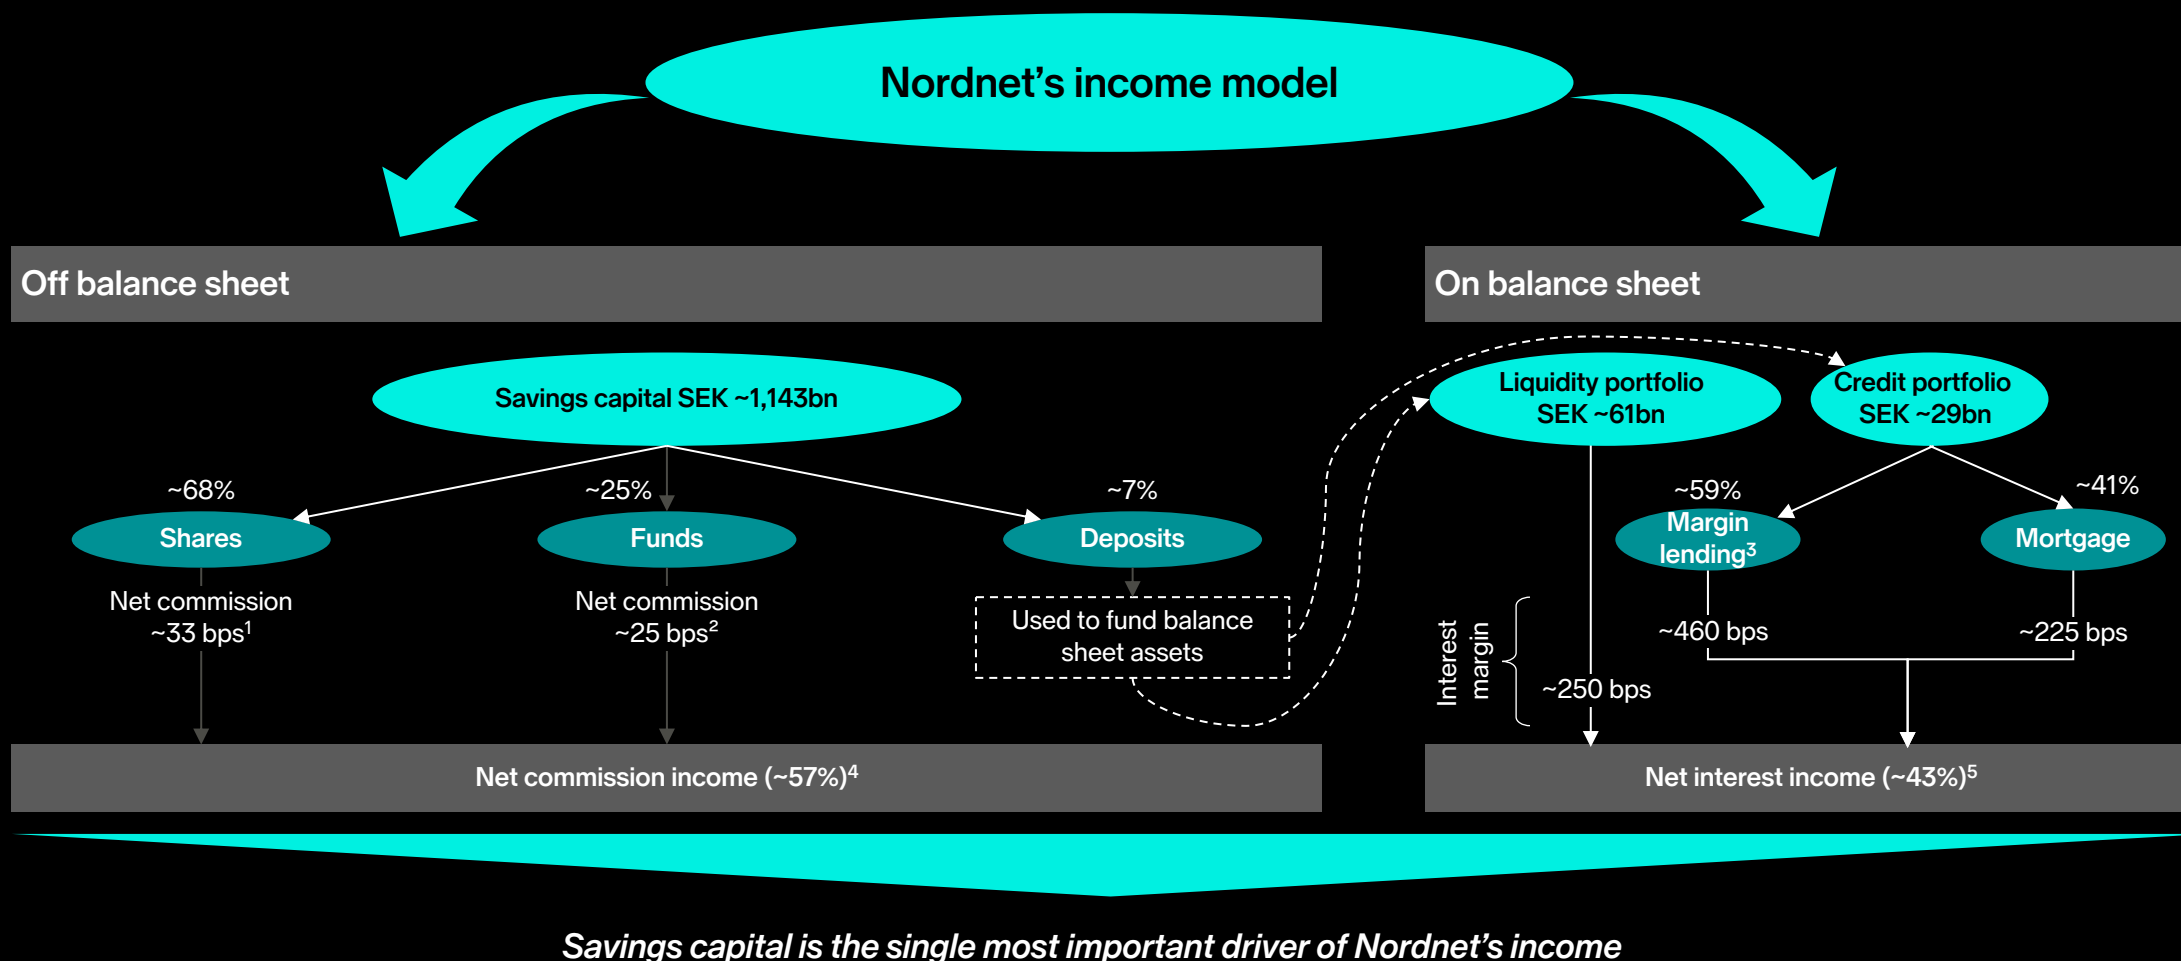 Nordnet’s income model
Off balance sheet
On balance sheet
Savings capital SEK ~1,143bn
Liquidity portfolio
SEK ~61bn
Credit portfolio
SEK ~29bn
~68%
~25%
~7%
~59%
~41%
Shares
Funds
Deposits
Margin
lending³
Mortgage
Net commission
~33 bps¹
Net commission
~25 bps²
Used to fund balance
sheet assets
Interest
margin
~250 bps
~460 bps
~225 bps
Net commission income (~57%)⁴
Net interest income (~43%)⁵
Savings capital is the single most important driver of Nordnet’s income